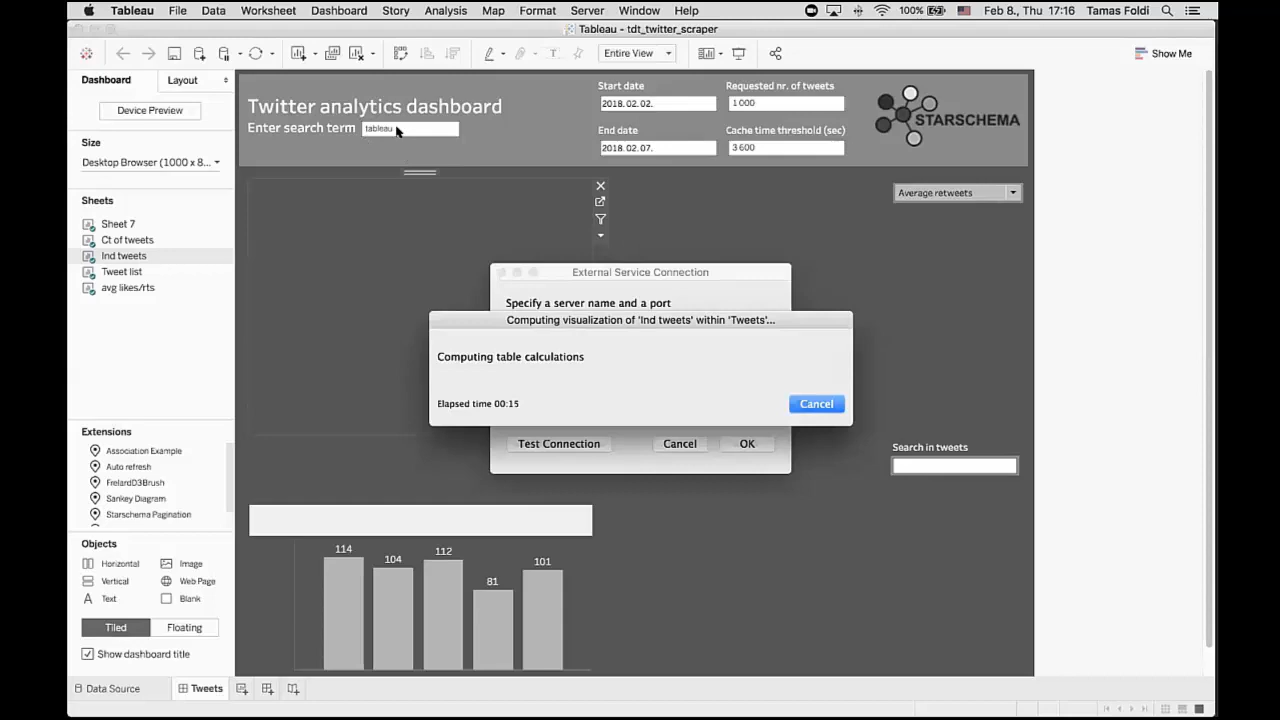 Tableau File Data Worksheet Dashboard Story Analysis Map Format Server Window Help 100% Feb 8., Thu 17:16 Tamas Foldi
Tableau - tdt_twitter_scraper
T Entire View Show Me
Dashboard Layout
Device Preview
Size
Desktop Browser (1000 x 8...
Sheets
Sheet 7
Ct of tweets
Ind tweets
Tweet list
avg likes/rts
Extensions
Association Example
Auto refresh
FrelardD3Brush
Sankey Diagram
Starschema Pagination
Objects
Horizontal Image
Vertical Web Page
A Text Blank
Tiled Floating
Show dashboard title
Data Source Tweets
Twitter analytics dashboard
Enter search term tableau
Start date
2018. 02. 02.
End date
2018. 02. 07.
Requested nr. of tweets
1 000
Cache time threshold (sec)
3 600
STARSCHEMA
Average retweets
External Service Connection
Specify a server name and a port
Computing visualization of 'Ind tweets' within 'Tweets'...
Computing table calculations
Elapsed time 00:15
Cancel
Test Connection Cancel OK
Search in tweets
114
104
112
81
101